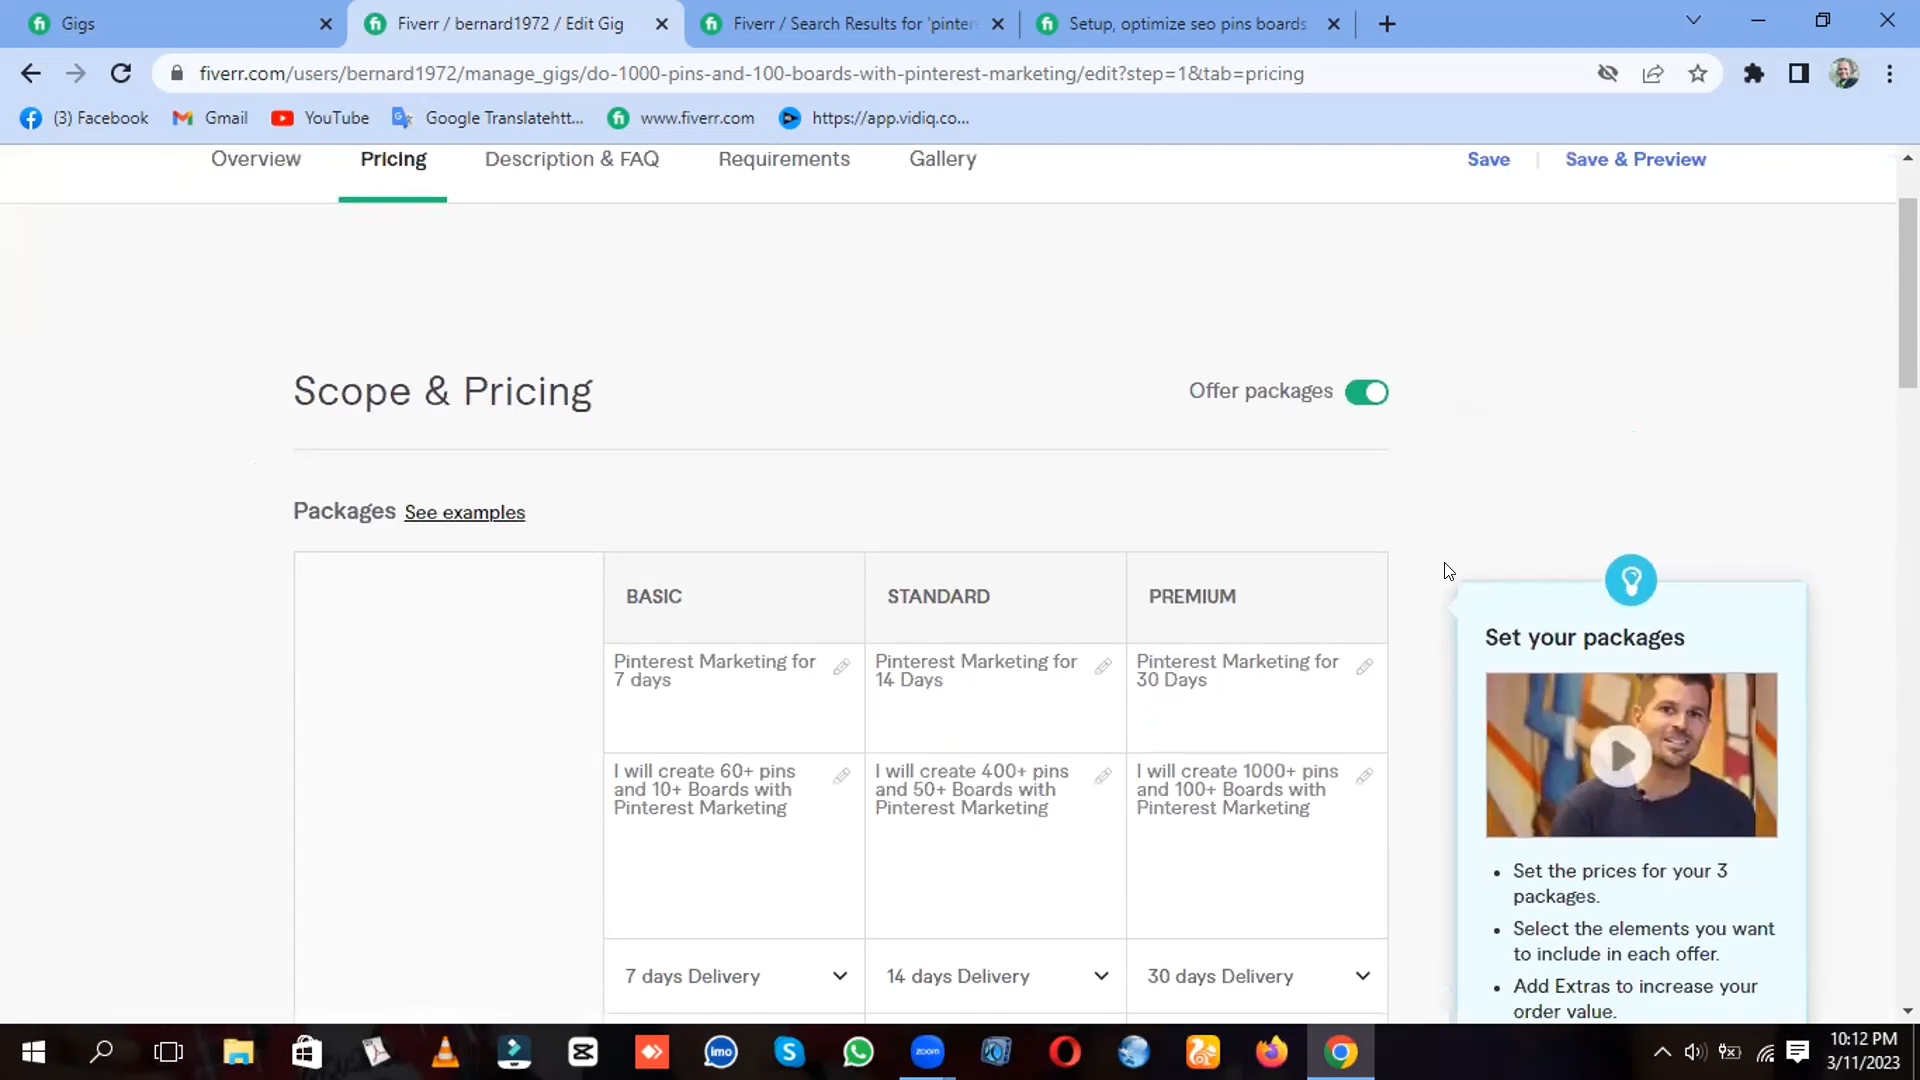 Gigs
Fiverr / bernard1972 / Edit Gig
Fiverr / Search Results for 'pinter
Setup, optimize seo pins boards
fiverr.com/users/bernard1972/manage_gigs/do-1000-pins-and-100-boards-with-pinterest-marketing/edit?step=1&tab=pricing
(3) Facebook
Gmail
YouTube
Google Translatehtt...
www.fiverr.com
https://app.vidiq.co...
Overview
Pricing
Description & FAQ
Requirements
Gallery
Save
Save & Preview
Scope & Pricing
Offer packages
Packages See examples
BASIC
STANDARD
PREMIUM
Pinterest Marketing for
7 days
Pinterest Marketing for
14 Days
Pinterest Marketing for
30 Days
I will create 60+ pins
and 10+ Boards with
Pinterest Marketing
I will create 400+ pins
and 50+ Boards with
Pinterest Marketing
I will create 1000+ pins
and 100+ Boards with
Pinterest Marketing
7 days Delivery
14 days Delivery
30 days Delivery
Set your packages
• Set the prices for your 3
packages.
• Select the elements you want
to include in each offer.
• Add Extras to increase your
order value.
imo
zoom
10:12 PM
3/11/2023